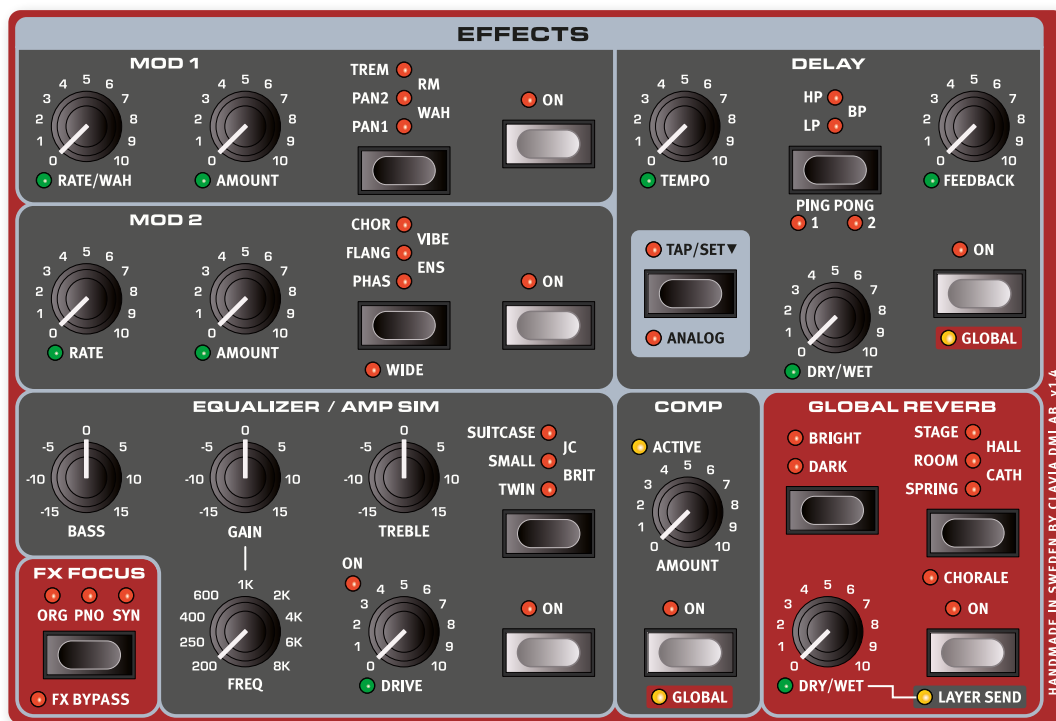 EFFECTS
MOD 1
0 1 2 3 4 5 6 7 8 9 10
RATE/WAH
0 1 2 3 4 5 6 7 8 9 10
AMOUNT
TREM
RM
PAN2
WAH
PAN1
ON
DELAY
0 1 2 3 4 5 6 7 8 9 10
TEMPO
HP
BP
LP
PING PONG
1 2
0 1 2 3 4 5 6 7 8 9 10
FEEDBACK
TAP/SET▼
ANALOG
0 1 2 3 4 5 6 7 8 9 10
DRY/WET
ON
GLOBAL
MOD 2
0 1 2 3 4 5 6 7 8 9 10
RATE
0 1 2 3 4 5 6 7 8 9 10
AMOUNT
CHOR
VIBE
FLANG
ENS
PHAS
WIDE
ON
EQUALIZER / AMP SIM
-15 -10 -5 0 5 10 15
BASS
-15 -10 -5 0 5 10 15
GAIN
-15 -10 -5 0 5 10 15
TREBLE
SUITCASE
JC
SMALL
BRIT
TWIN
200 250 400 600 1K 2K 4K 6K 8K
FREQ
ON
0 1 2 3 4 5 6 7 8 9 10
DRIVE
ON
FX FOCUS
ORG PNO SYN
FX BYPASS
COMP
ACTIVE
0 1 2 3 4 5 6 7 8 9 10
AMOUNT
ON
GLOBAL
GLOBAL REVERB
BRIGHT
DARK
STAGE
HALL
ROOM
CATH
SPRING
CHORALE
0 1 2 3 4 5 6 7 8 9 10
DRY/WET
ON
LAYER SEND
HANDMADE IN SWEDEN BY CLAVIA DMI AB V1.4